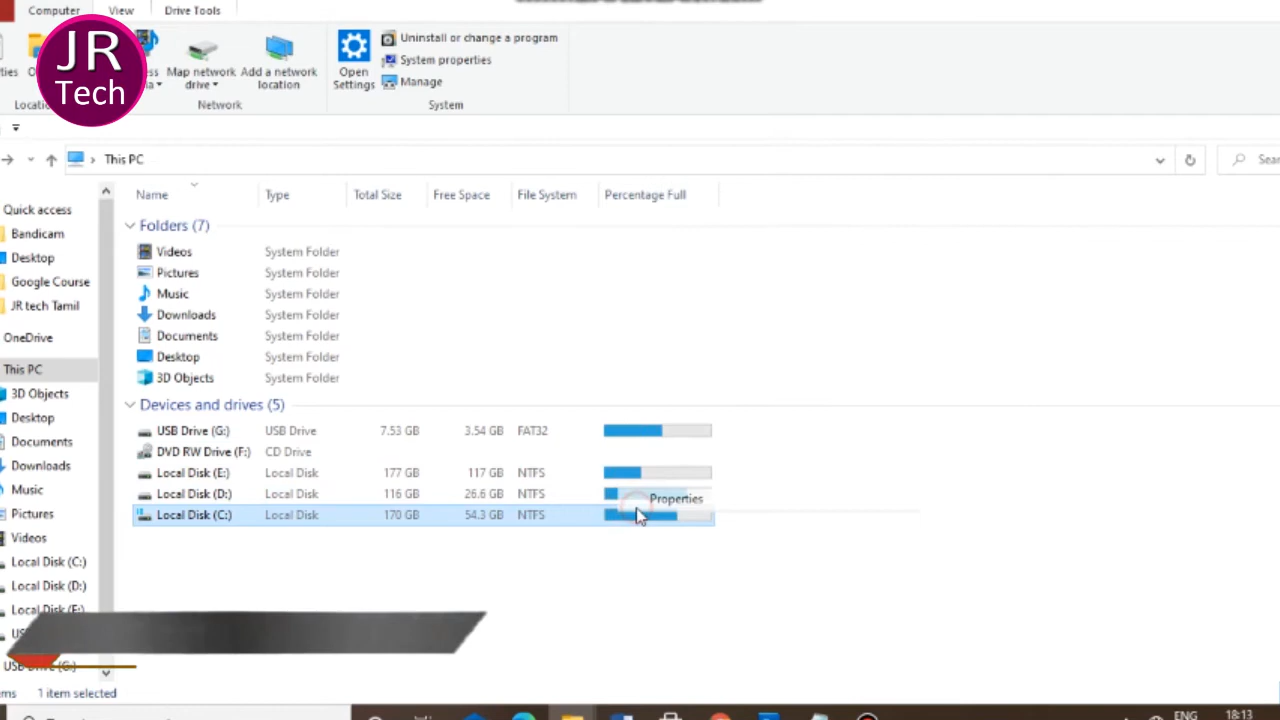 Computer View Drive Tools
JR
Tech
Map network
drive
Add a network
location
Open
Settings
Uninstall or change a program
System properties
Manage
Network
System
This PC
Name Type Total Size Free Space File System Percentage Full
Quick access
Bandicam
Desktop
Google Course
JR tech Tamil
OneDrive
This PC
3D Objects
Desktop
Documents
Downloads
Music
Pictures
Videos
Local Disk (C:)
Local Disk (D:)
Local Disk (E:)
USB Drive (G:)
Folders (7)
Videos System Folder
Pictures System Folder
Music System Folder
Downloads System Folder
Documents System Folder
Desktop System Folder
3D Objects System Folder
Devices and drives (5)
USB Drive (G:) USB Drive 7.53 GB 3.54 GB FAT32
DVD RW Drive (F:) CD Drive
Local Disk (E:) Local Disk 177 GB 117 GB NTFS
Local Disk (D:) Local Disk 116 GB 26.6 GB NTFS
Properties
Local Disk (C:) Local Disk 170 GB 54.3 GB NTFS
1 item selected
ENG
18:13